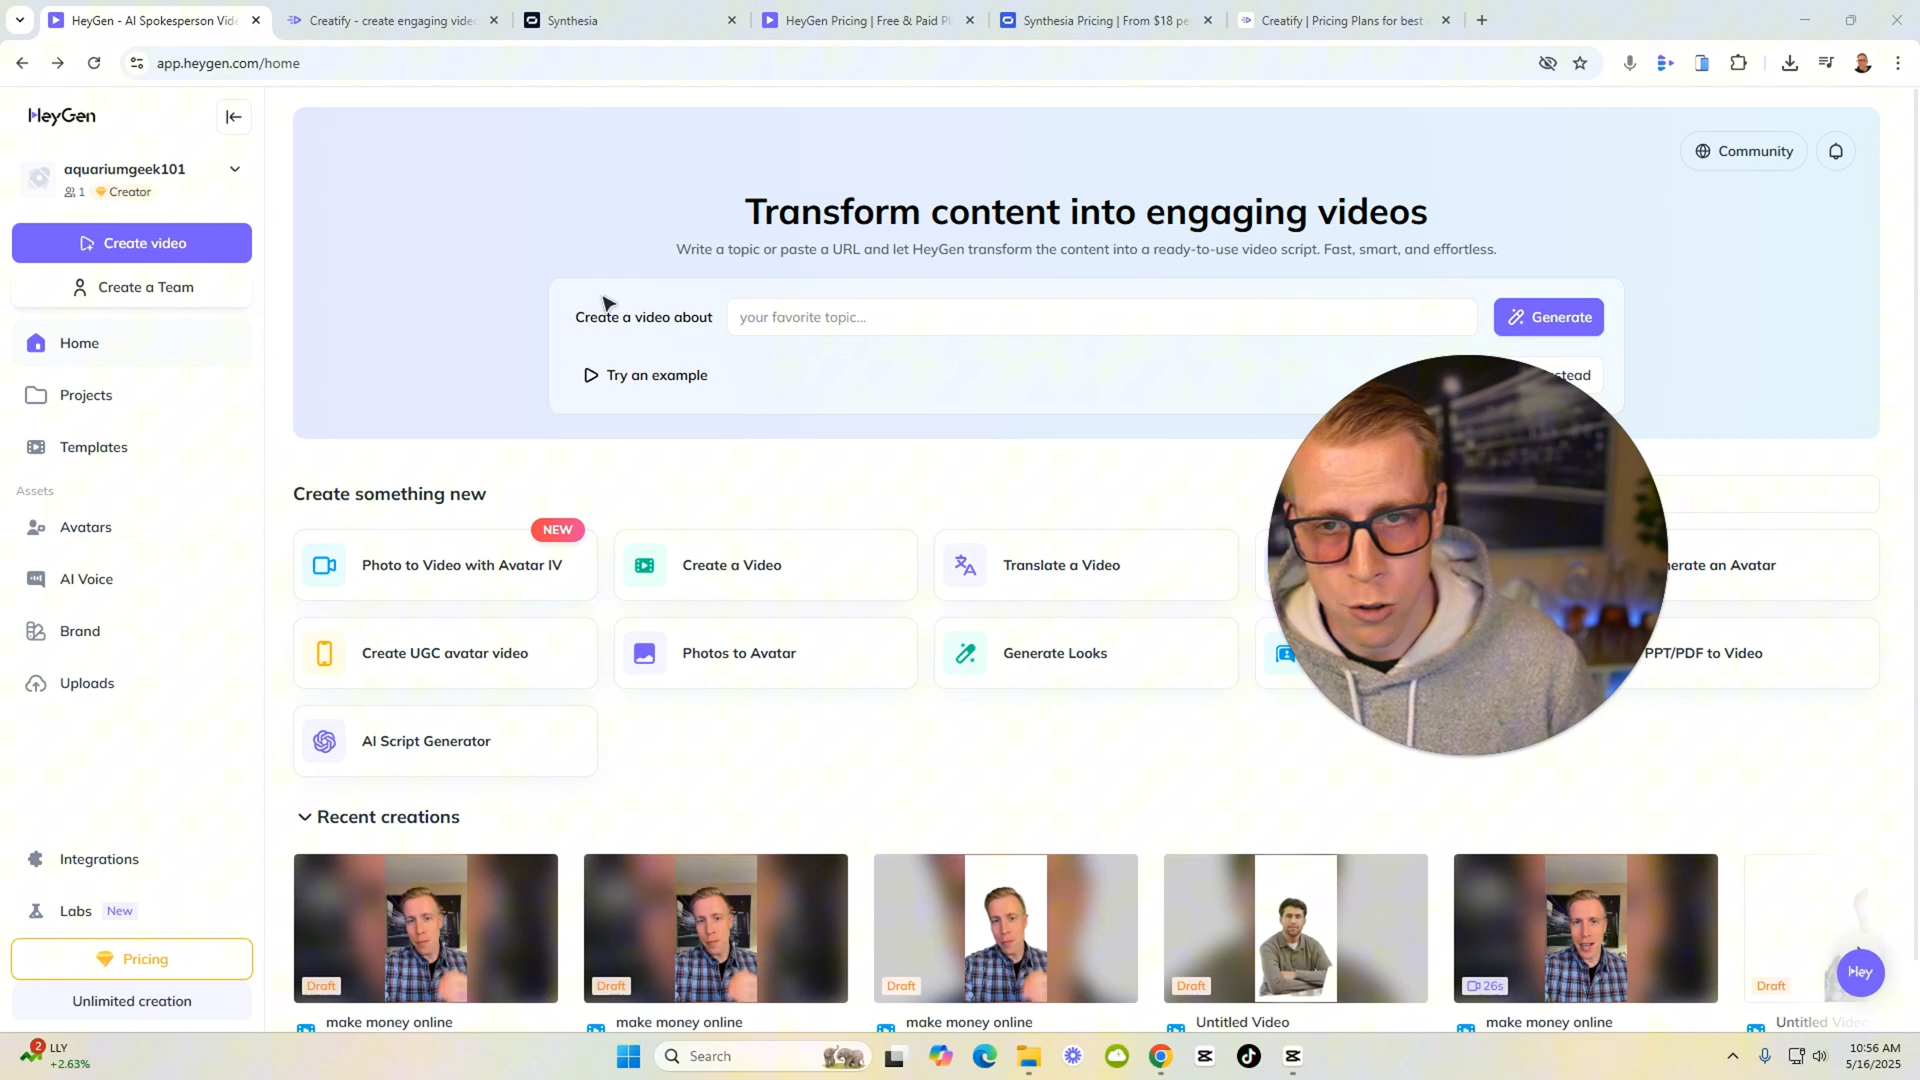 HeyGen - AI Spokesperson Vide
Creatify - create engaging video
Synthesia
HeyGen Pricing | Free & Paid Pl
Synthesia Pricing | From $18 pe
Creatify | Pricing Plans for best
app.heygen.com/home
HeyGen
aquariumgeek101
1 Creator
Create video
Create a Team
Home
Projects
Templates
Assets
Avatars
AI Voice
Brand
Uploads
Integrations
Labs New
Pricing
Unlimited creation
Community
Transform content into engaging videos
Write a topic or paste a URL and let HeyGen transform the content into a ready-to-use video script. Fast, smart, and effortless.
Create a video about your favorite topic... Generate
Try an example
stead
Create something new
NEW
Photo to Video with Avatar IV
Create a Video
Translate a Video
erate an Avatar
Create UGC avatar video
Photos to Avatar
Generate Looks
PPT/PDF to Video
AI Script Generator
Recent creations
Draft
Draft
Draft
Draft
26s
Draft
Hey
make money online
make money online
make money online
Untitled Video
make money online
Untitled Video
2
LLY
+2.63%
Search
10:56 AM
5/16/2025